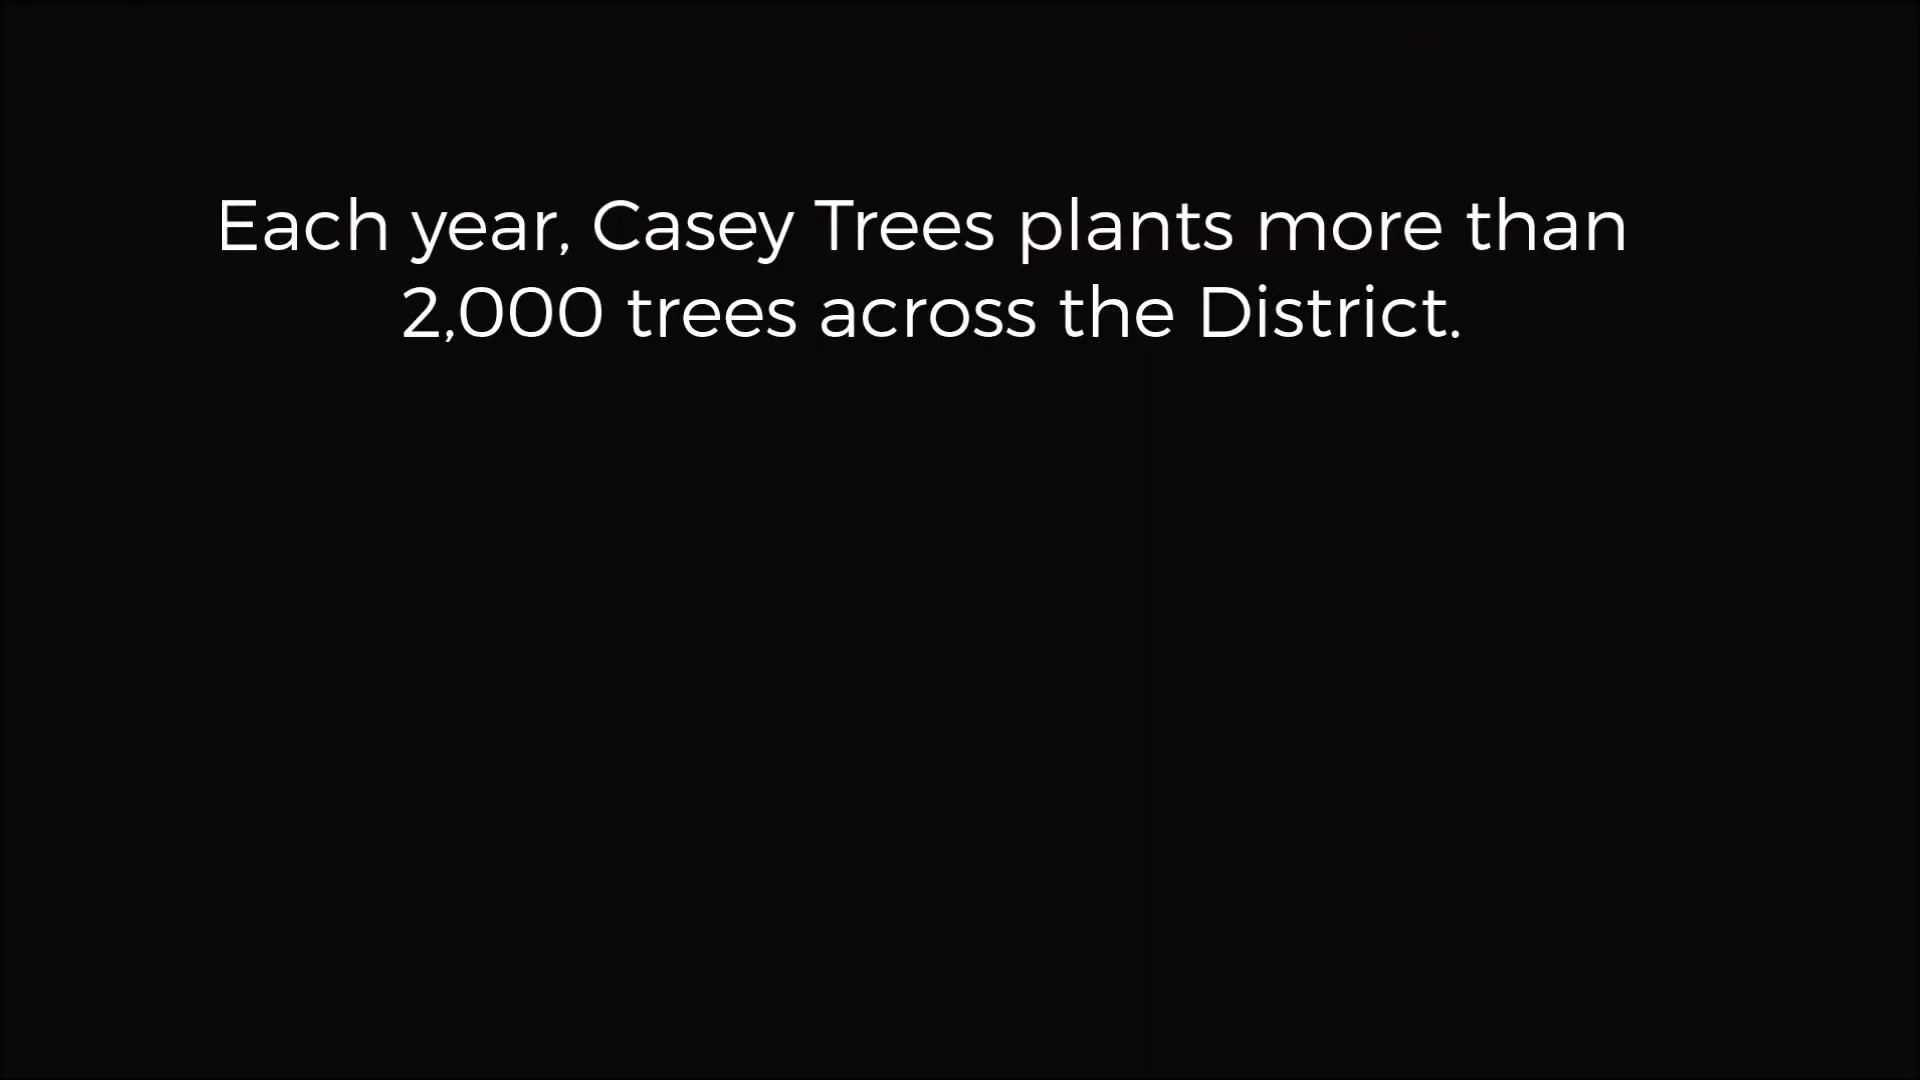 Each year, Casey Trees plants more than
2,000 trees across the District.